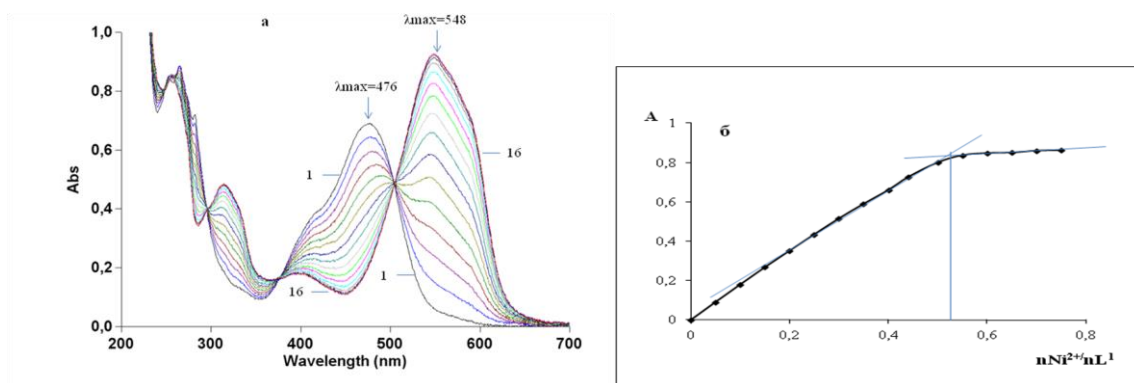 a
λmax=548
λmax=476
1,0
0,8
0,6
0,4
0,2
0,0
Abs
1
16
1
16
200 300 400 500 600 700
Wavelength (nm)
A
б
1
0,8
0,6
0,4
0,2
0
0 0,2 0,4 0,6 0,8
nNi²⁺/nL¹